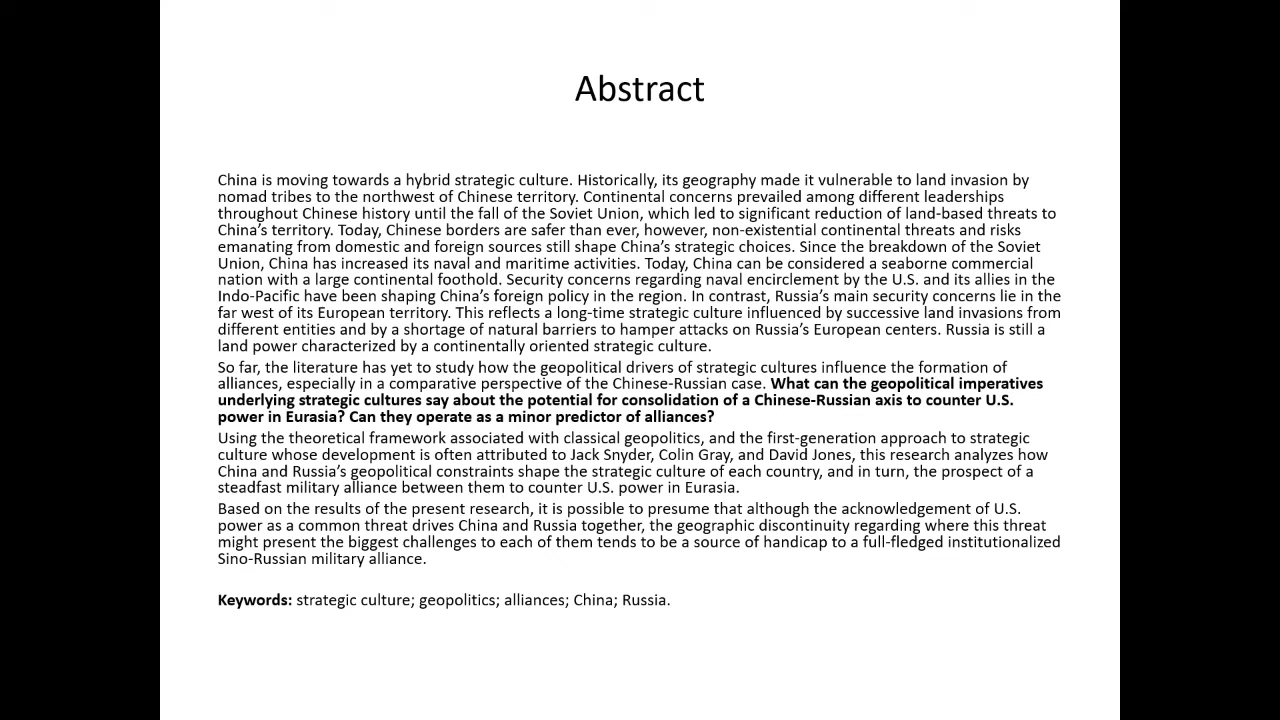 Abstract
China is moving towards a hybrid strategic culture. Historically, its geography made it vulnerable to land invasion by
nomad tribes to the northwest of Chinese territory. Continental concerns prevailed among different leaderships
throughout Chinese history until the fall of the Soviet Union, which led to significant reduction of land-based threats to
China's territory. Today, Chinese borders are safer than ever, however, non-existential continental threats and risks
emanating from domestic and foreign sources still shape China's strategic choices. Since the breakdown of the Soviet
Union, China has increased its naval and maritime activities. Today, China can be considered a seaborne commercial
nation with a large continental foothold. Security concerns regarding naval encirclement by the U.S. and its allies in the
Indo-Pacific have been shaping China's foreign policy in the region. In contrast, Russia's main security concerns lie in the
far west of its European territory. This reflects a long-time strategic culture influenced by successive land invasions from
different entities and by a shortage of natural barriers to hamper attacks on Russia's European centers. Russia is still a
land power characterized by a continentally oriented strategic culture.
So far, the literature has yet to study how the geopolitical drivers of strategic cultures influence the formation of
alliances, especially in a comparative perspective of the Chinese-Russian case. What can the geopolitical imperatives
underlying strategic cultures say about the potential for consolidation of a Chinese-Russian axis to counter U.S.
power in Eurasia? Can they operate as a minor predictor of alliances?
Using the theoretical framework associated with classical geopolitics, and the first-generation approach to strategic
culture whose development is often attributed to Jack Snyder, Colin Gray, and David Jones, this research analyzes how
China and Russia's geopolitical constraints shape the strategic culture of each country, and in turn, the prospect of a
steadfast military alliance between them to counter U.S. power in Eurasia.
Based on the results of the present research, it is possible to presume that although the acknowledgement of U.S.
power as a common threat drives China and Russia together, the geographic discontinuity regarding where this threat
might present the biggest challenges to each of them tends to be a source of handicap to a full-fledged institutionalized
Sino-Russian military alliance.
Keywords: strategic culture; geopolitics; alliances; China; Russia.